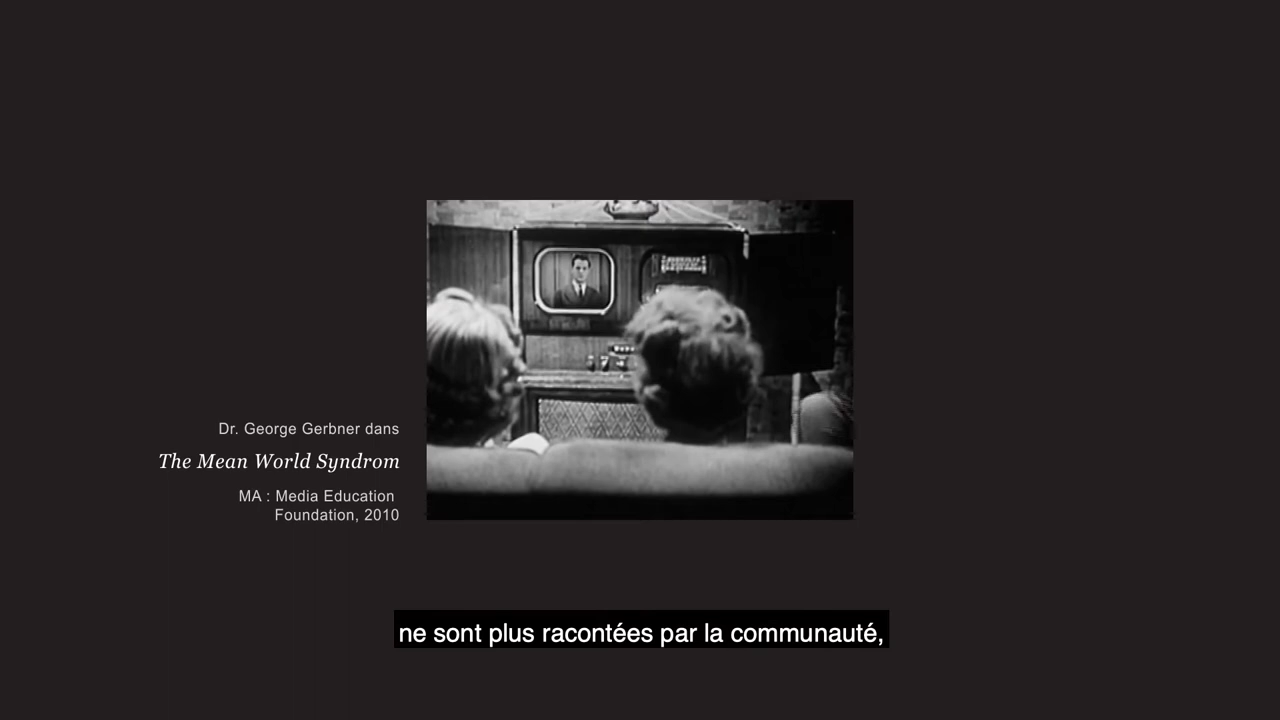 Dr. George Gerbner dans
The Mean World Syndrom
MA : Media Education
Foundation, 2010
ne sont plus racontées par la communauté,